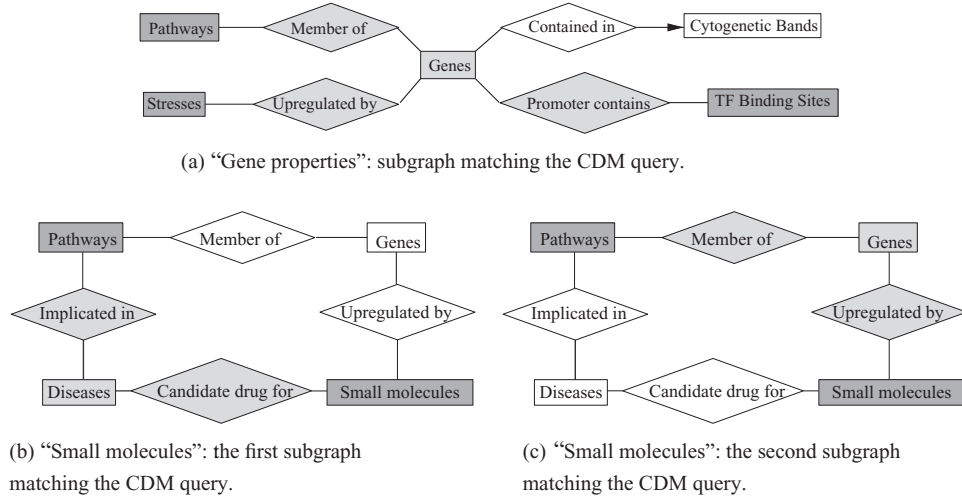 Pathways
Member of
Contained in
Cytogenetic Bands
Genes
Stresses
Upregulated by
Promoter contains
TF Binding Sites
(a) “Gene properties”: subgraph matching the CDM query.
Pathways
Member of
Genes
Implicated in
Upregulated by
Diseases
Candidate drug for
Small molecules
(b) “Small molecules”: the first subgraph
matching the CDM query.
Pathways
Member of
Genes
Implicated in
Upregulated by
Diseases
Candidate drug for
Small molecules
(c) “Small molecules”: the second subgraph
matching the CDM query.